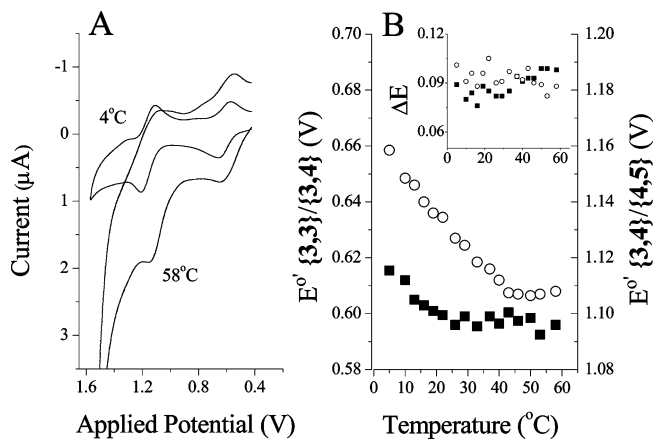 A
-1
0
1
2
3
4°C
58°C
Current (μA)
1.6 1.2 0.8 0.4
Applied Potential (V)
B
0.70
0.68
0.66
0.64
0.62
0.60
0.58
E°' {3,3}/{3,4} (V)
ΔE
0.12
0.09
0.06
0 20 40 60
1.20
1.18
1.16
1.14
1.12
1.10
1.08
E°' {3,4}/{4,5} (V)
0 10 20 30 40 50 60
Temperature (°C)